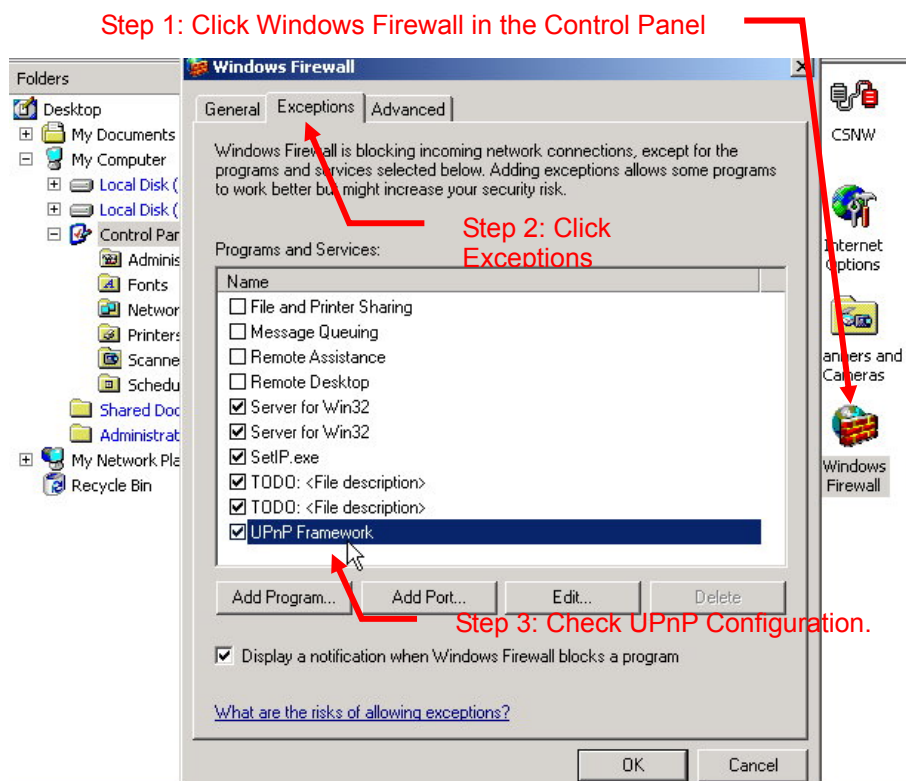 Step 1: Click Windows Firewall in the Control Panel
Folders
Desktop
My Documents
My Computer
Local Disk (
Local Disk (
Control Par
Adminis
Fonts
Networ
Printers
Scanne
Schedu
Shared Doc
Administrat
My Network Pla
Recycle Bin
Windows Firewall
General Exceptions Advanced
Windows Firewall is blocking incoming network connections, except for the
programs and services selected below. Adding exceptions allows some programs
to work better but might increase your security risk.
Step 2: Click
Exceptions
Programs and Services:
Name
File and Printer Sharing
Message Queuing
Remote Assistance
Remote Desktop
Server for Win32
Server for Win32
SetIP.exe
TODO: <File description>
TODO: <File description>
UPnP Framework
Add Program... Add Port... Edit... Delete
Step 3: Check UPnP Configuration.
Display a notification when Windows Firewall blocks a program
What are the risks of allowing exceptions?
OK Cancel
CSNW
Internet
Options
anners and
Cameras
Windows
Firewall